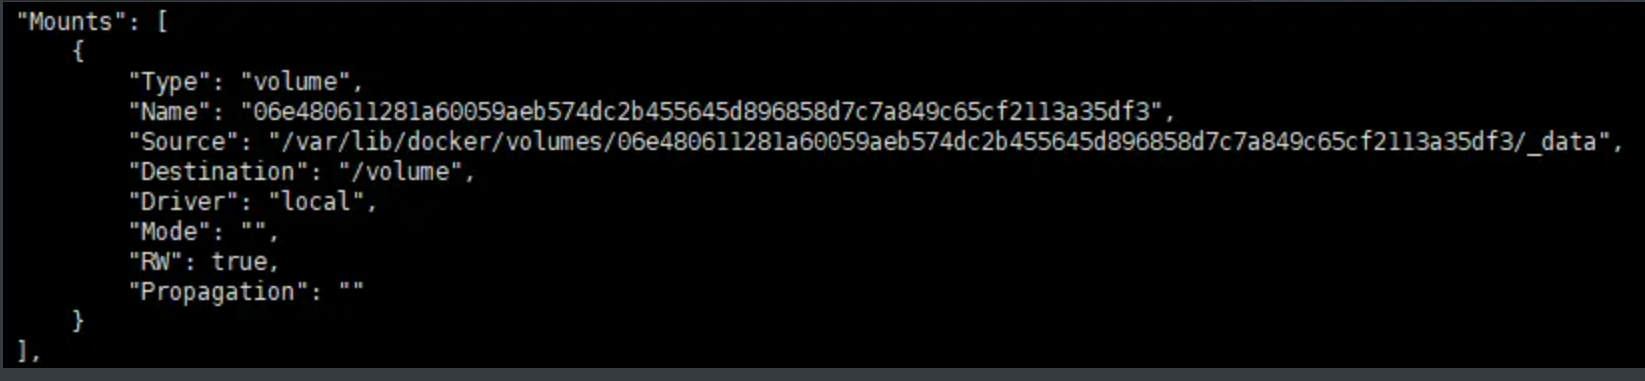 "Mounts": [
{
"Type": "volume",
"Name": "06e480611281a60059aeb574dc2b455645d896858d7c7a849c65cf2113a35df3",
"Source": "/var/lib/docker/volumes/06e480611281a60059aeb574dc2b455645d896858d7c7a849c65cf2113a35df3/_data",
"Destination": "/volume",
"Driver": "local",
"Mode": "",
"RW": true,
"Propagation": ""
}
],